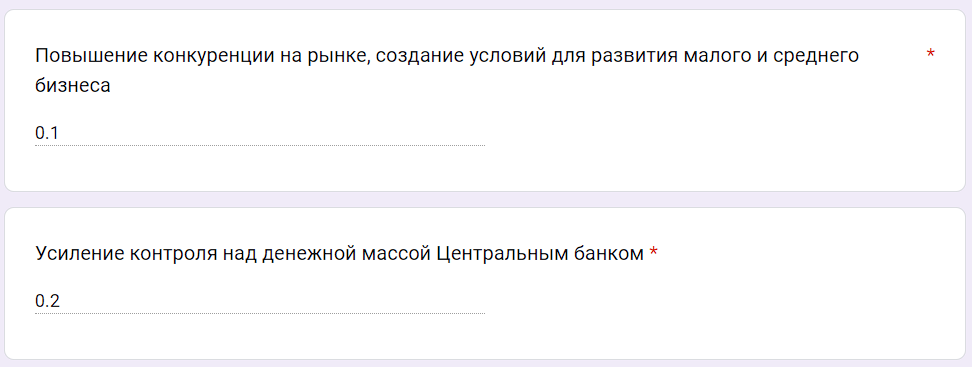 Повышение конкуренции на рынке, создание условий для развития малого и среднего *
бизнеса
0.1
Усиление контроля над денежной массой Центральным банком *
0.2